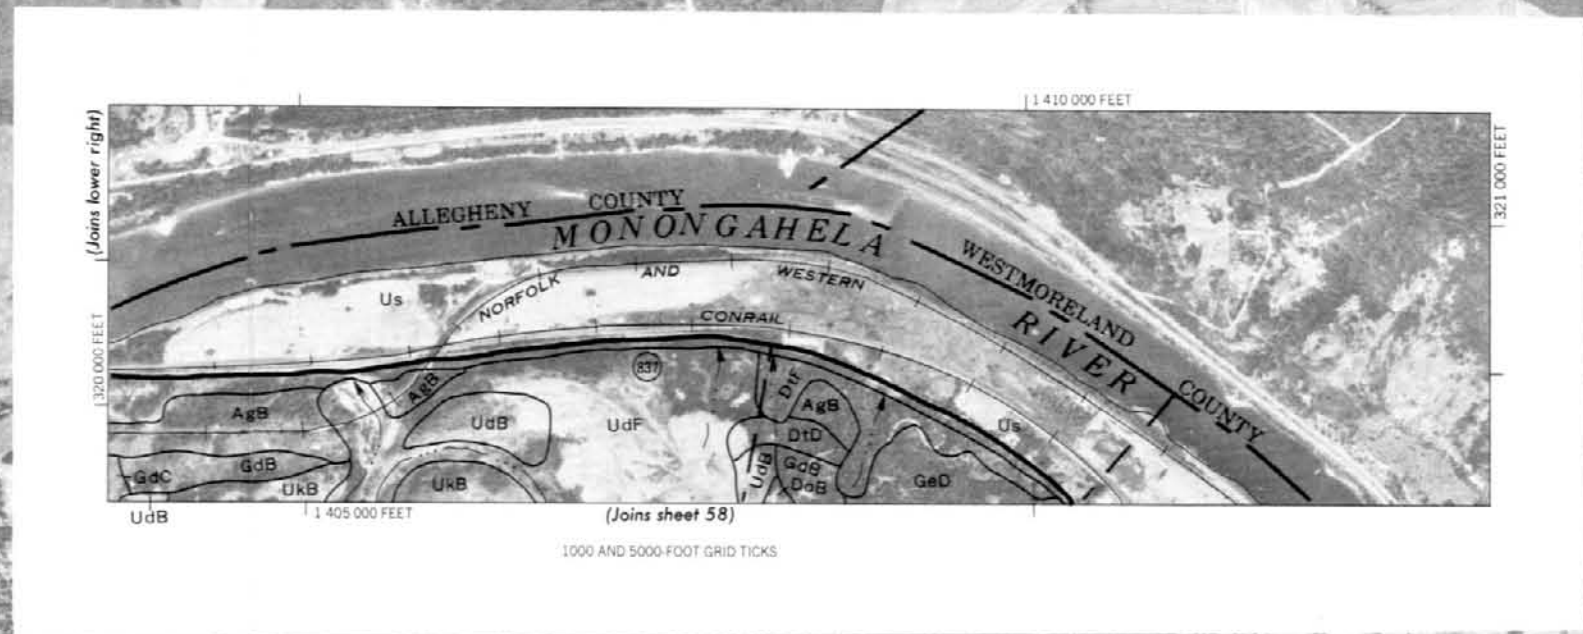 1 410 000 FEET
(Joins lower right)
321 000 FEET
ALLEGHENY COUNTY
MONONGAHELA
WESTMORELAND COUNTY
RIVER
NORFOLK AND WESTERN
Us
CONRAIL
320 000 FEET
837
AgB
DtF
AgB
AgB
UdB
UdF
DtD
Us
GdB
GdB
UdB
GdC
UkB
UkB
DoB
GeD
UdB
1 405 000 FEET
(Joins sheet 58)
1000 AND 5000-FOOT GRID TICKS